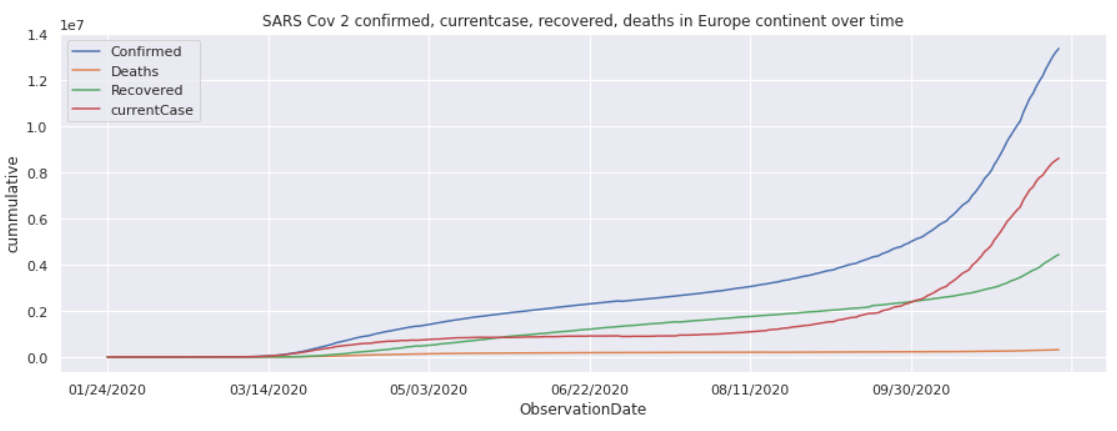 SARS Cov 2 confirmed, currentcase, recovered, deaths in Europe continent over time
1e7
1.4
1.2
1.0
0.8
0.6
0.4
0.2
0.0
cummulative
Confirmed
Deaths
Recovered
currentCase
01/24/2020 03/14/2020 05/03/2020 06/22/2020 08/11/2020 09/30/2020
ObservationDate